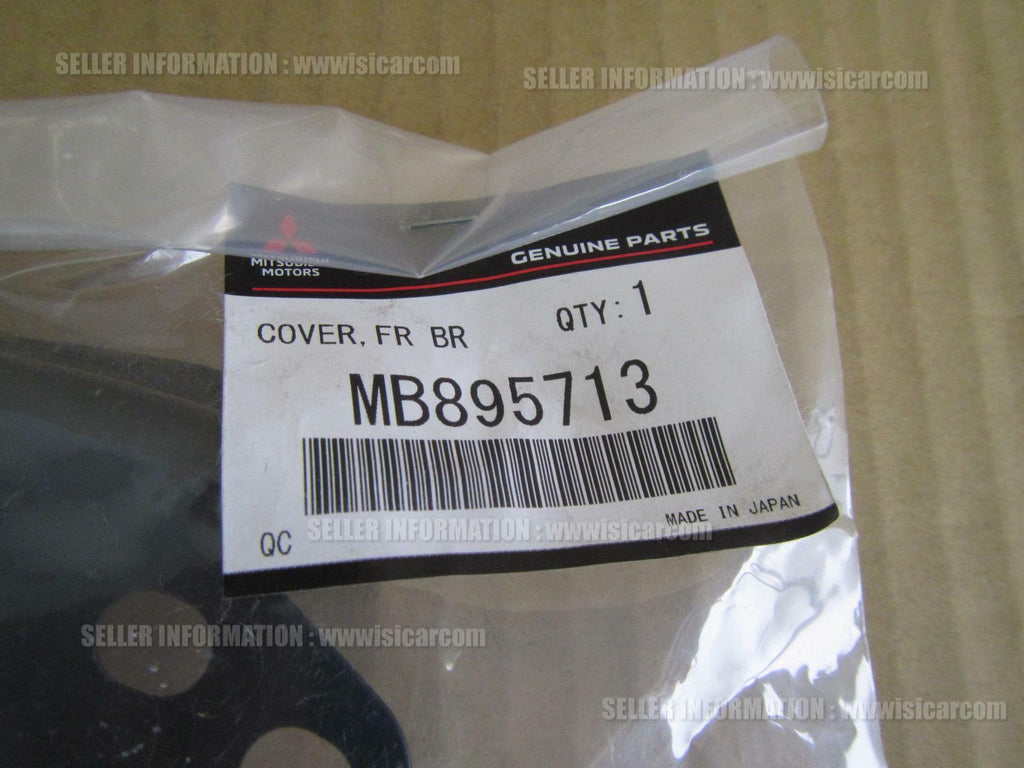 SELLER INFORMATION : wwwisicarcom
SELLER INFORMATION : wwwisicarcom
MITSUBISHI
MOTORS
GENUINE PARTS
COVER, FR BR
QTY: 1
MB895713
MADE IN JAPAN
SELLER INFORMATION : wwwisicarcom
QC
SELLER INFORMATION : wwwisicarcom
SELLER INFORMATION : wwwisicarcom